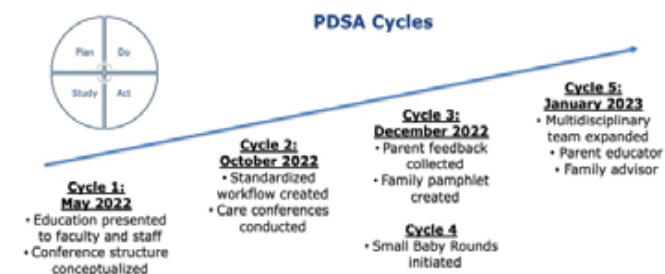 PDSA Cycles
Plan
Do
Study
Act
Cycle 1:
May 2022
• Education presented
to faculty and staff
• Conference structure
conceptualized
Cycle 2:
October 2022
• Standardized
workflow created
• Care conferences
conducted
Cycle 3:
December 2022
• Parent feedback
collected
• Family pamphlet
created
Cycle 4
• Small Baby Rounds
initiated
Cycle 5:
January 2023
• Multidisciplinary
team expanded
• Parent educator
• Family advisor